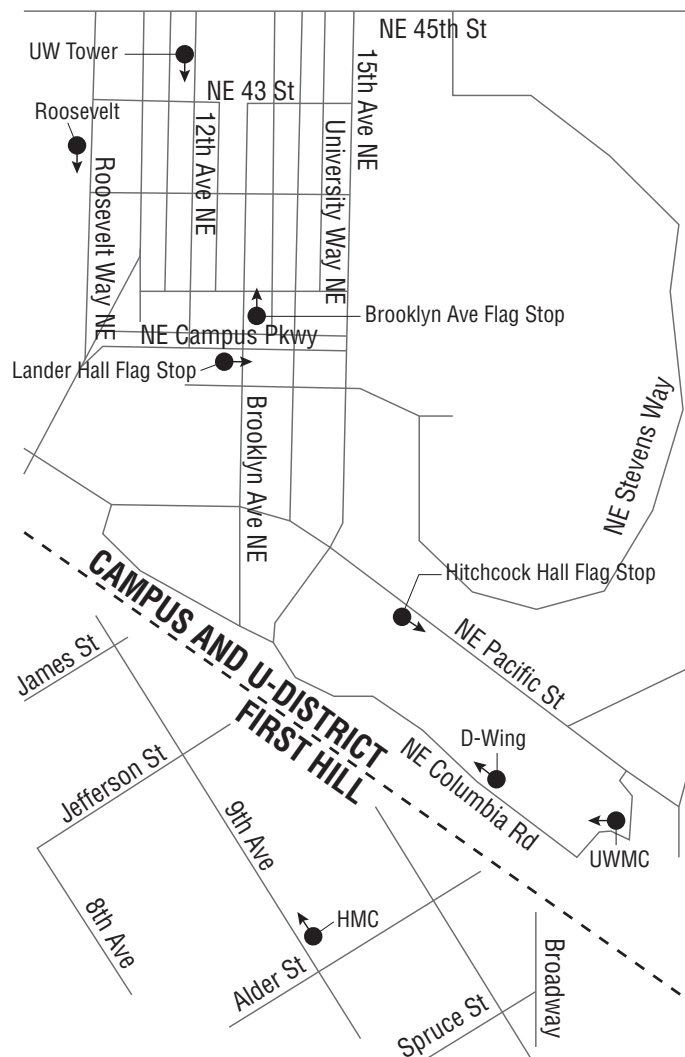 NE 45th St
UW Tower
15th Ave NE
NE 43 St
Roosevelt
12th Ave NE
University Way NE
Roosevelt Way NE
Brooklyn Ave Flag Stop
NE Campus Pkwy
Lander Hall Flag Stop
Brooklyn Ave NE
NE Stevens Way
Hitchcock Hall Flag Stop
CAMPUS AND U-DISTRICT
FIRST HILL
NE Pacific St
James St
D-Wing
Jefferson St
NE Columbia Rd
9th Ave
UWMC
8th Ave
HMC
Alder St
Broadway
Spruce St